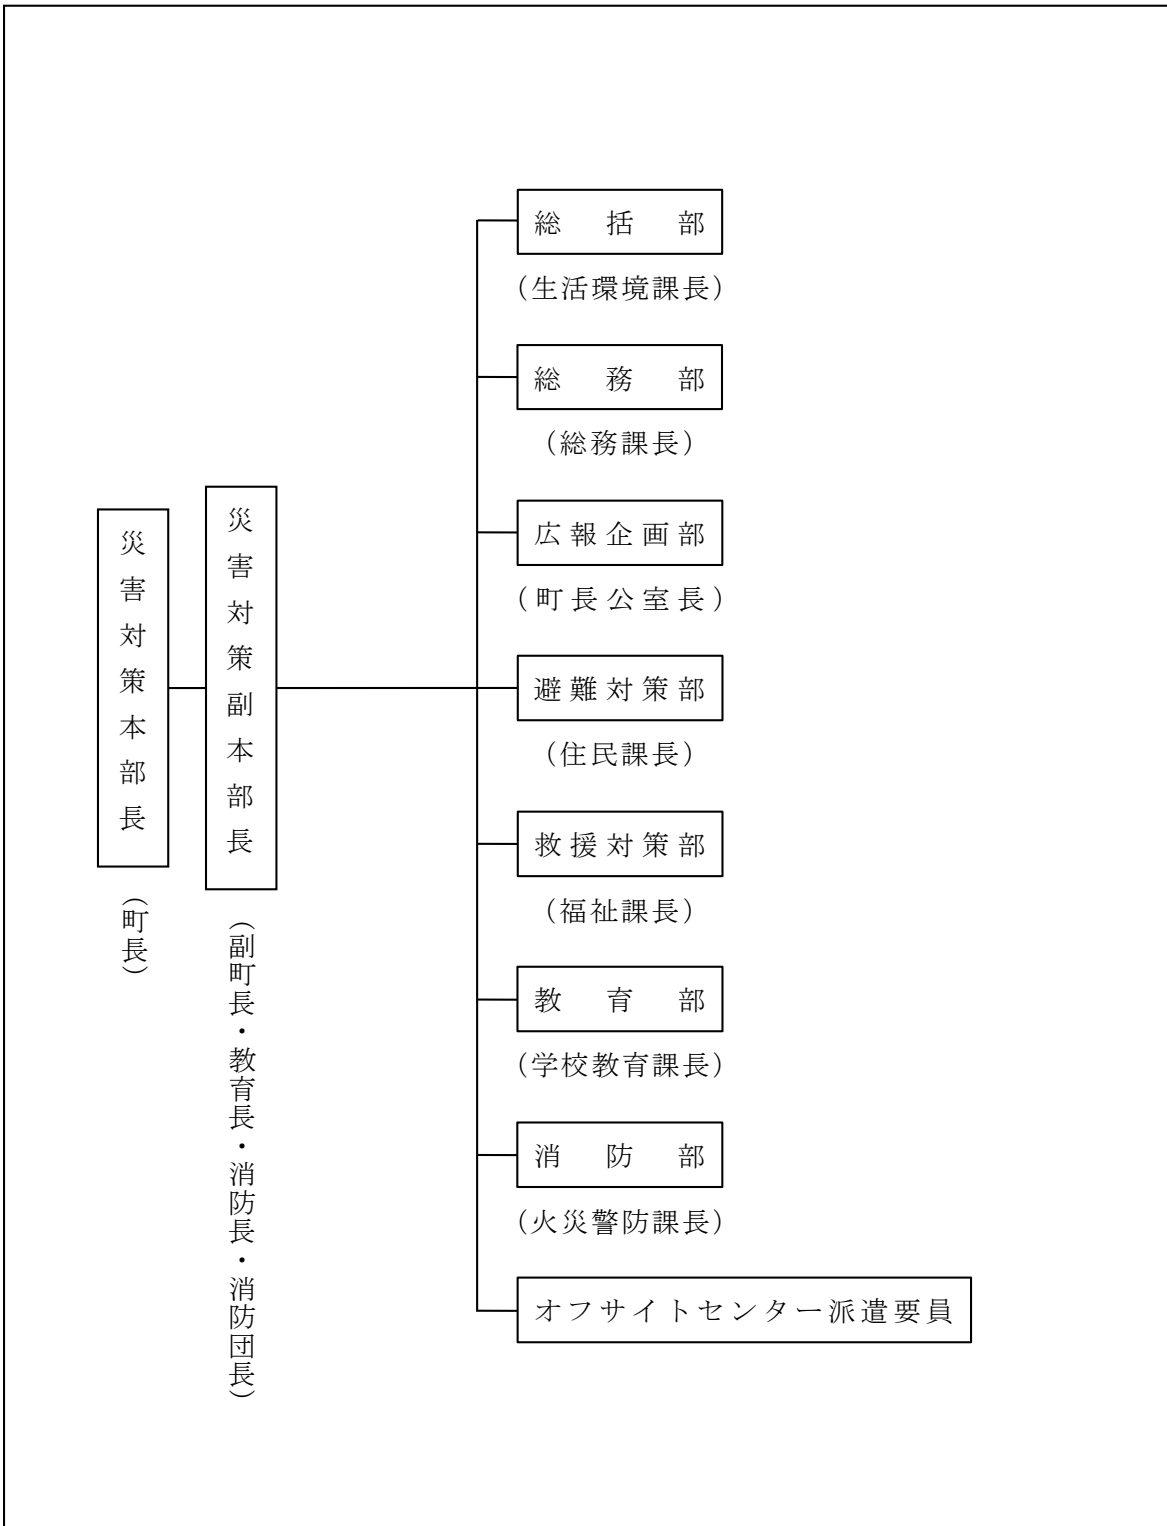 災害対策本部長
（町長）
災害対策副本部長
（副町長・教育長・消防長・消防団長）
総括部
（生活環境課長）
総務部
（総務課長）
広報企画部
（町長公室長）
避難対策部
（住民課長）
救援対策部
（福祉課長）
教育部
（学校教育課長）
消防部
（火災警防課長）
オフサイトセンター派遣要員